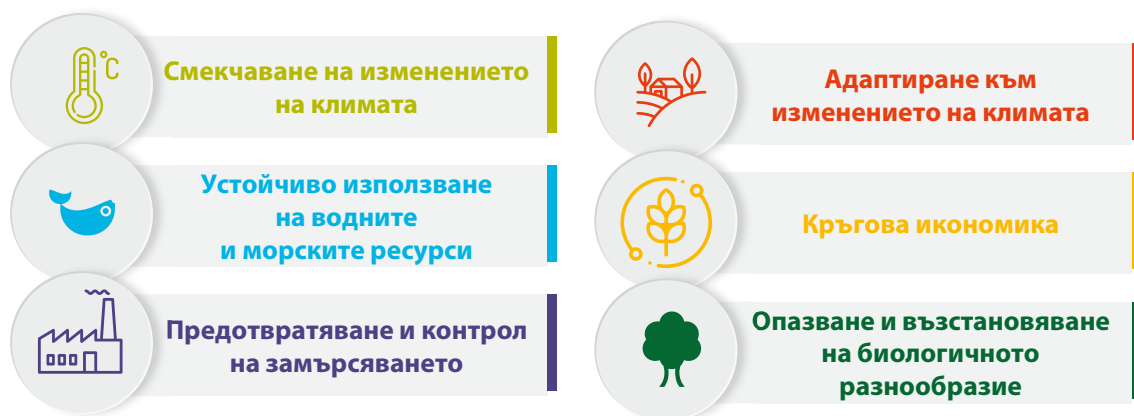 °C
Смекчаване на изменението
на климата
Адаптиране към
изменението на климата
Устойчиво използване
на водните
и морските ресурси
Кръгова икономика
Предотвратяване и контрол
на замърсяването
Опазване и възстановяване
на биологичното
разнообразие